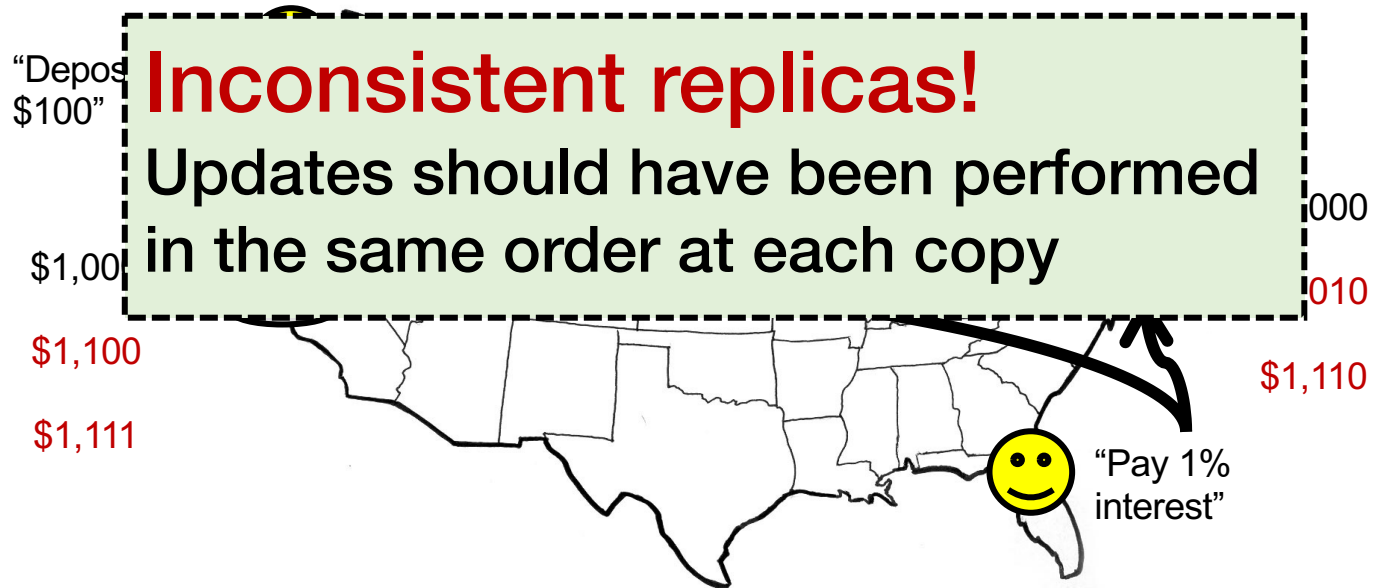 “Depos
$100”
Inconsistent replicas!
Updates should have been performed
in the same order at each copy
$1,00
000
010
$1,100
$1,110
$1,111
“Pay 1%
interest”